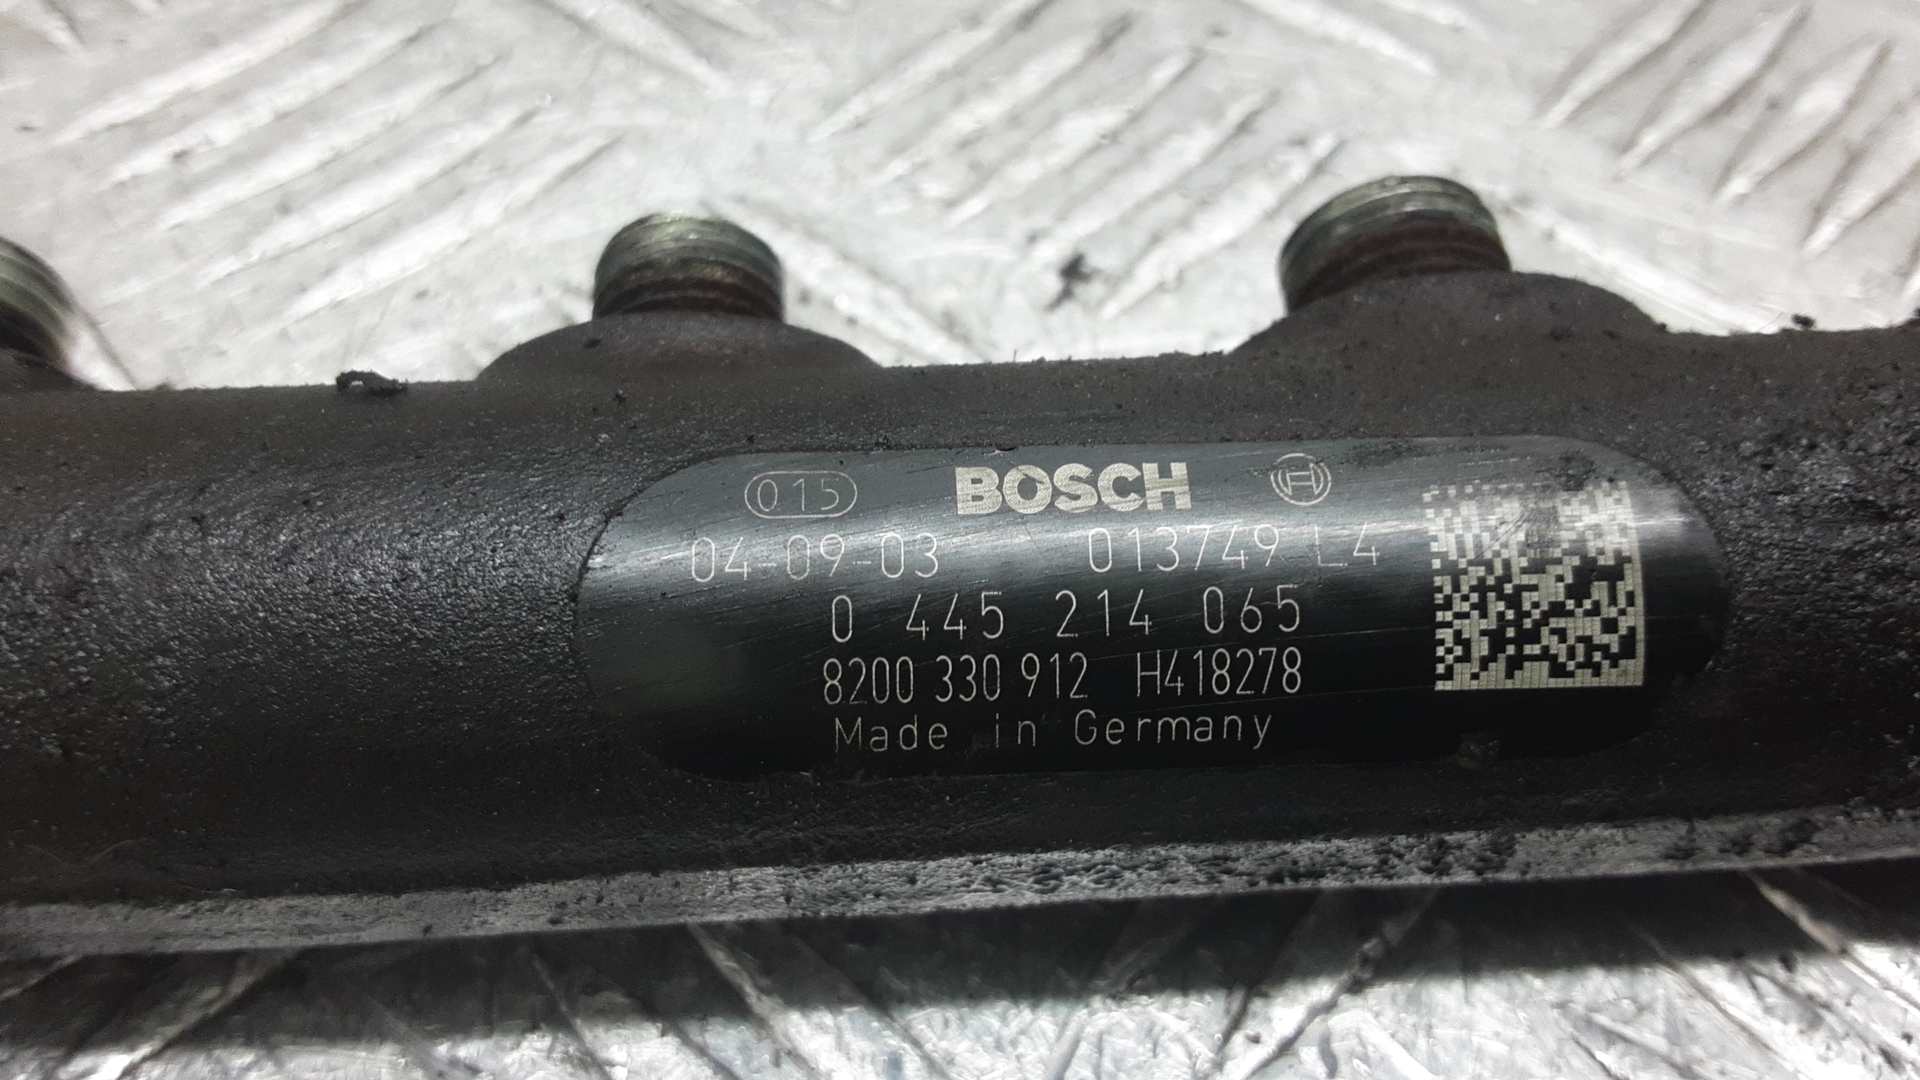 015 BOSCH
04-09-03 013749 L4
0 445 214 065
8200 330 912 H418278
Made in Germany